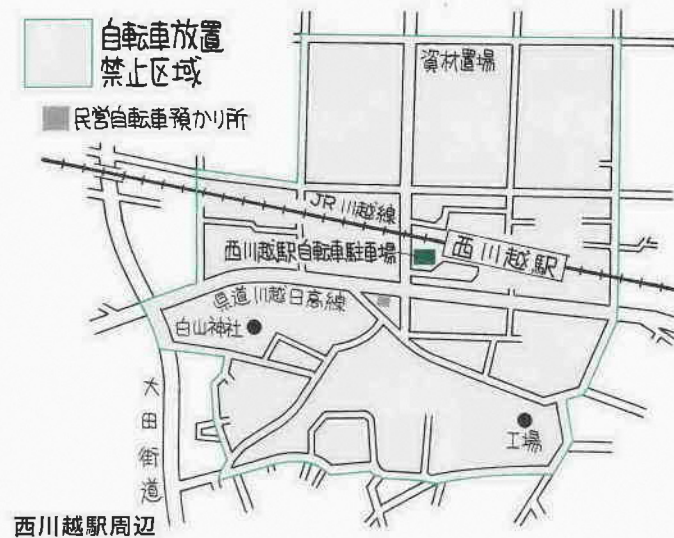 自転車放置
禁止区域
民営自転車預かり所
資材置場
JR川越線
西川越駅自転車駐車場
西川越駅
県道川越日高線
白山神社
大田街道
工場
西川越駅周辺